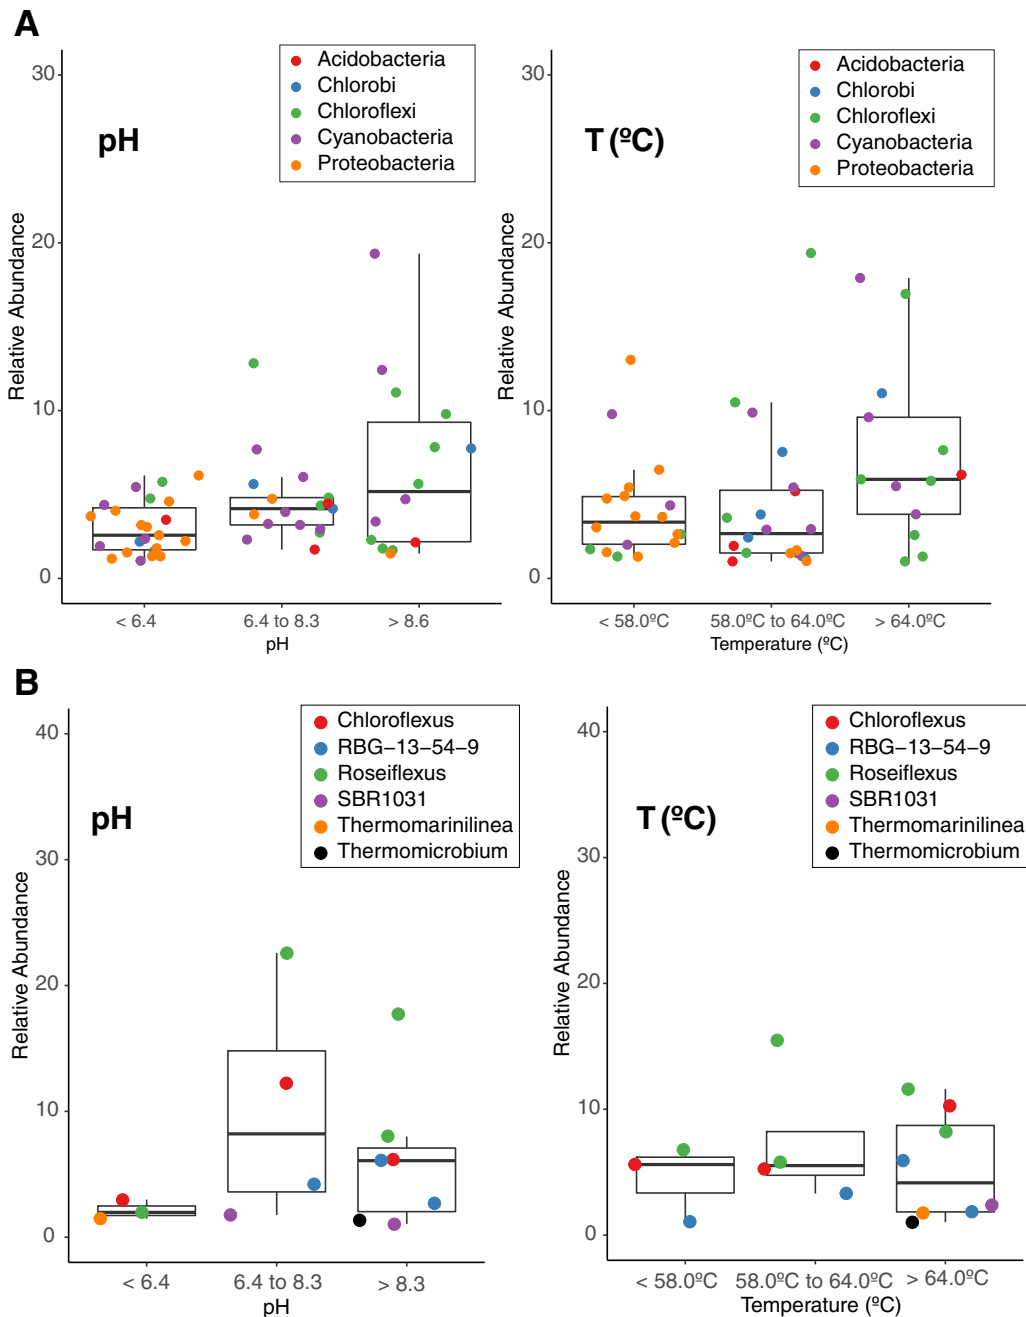 A
30
20
10
0
Relative Abundance
pH
Acidobacteria
Chlorobi
Chloroflexi
Cyanobacteria
Proteobacteria
< 6.4
6.4 to 8.3
> 8.6
pH
30
20
10
0
Relative Abundance
T (ºC)
Acidobacteria
Chlorobi
Chloroflexi
Cyanobacteria
Proteobacteria
< 58.0ºC
58.0ºC to 64.0ºC
> 64.0ºC
Temperature (ºC)
B
40
30
20
10
0
Relative Abundance
pH
Chloroflexus
RBG−13−54−9
Roseiflexus
SBR1031
Thermomarinilinea
Thermomicrobium
< 6.4
6.4 to 8.3
> 8.3
pH
40
30
20
10
0
Relative Abundance
T (ºC)
Chloroflexus
RBG−13−54−9
Roseiflexus
SBR1031
Thermomarinilinea
Thermomicrobium
< 58.0ºC
58.0ºC to 64.0ºC
> 64.0ºC
Temperature (ºC)